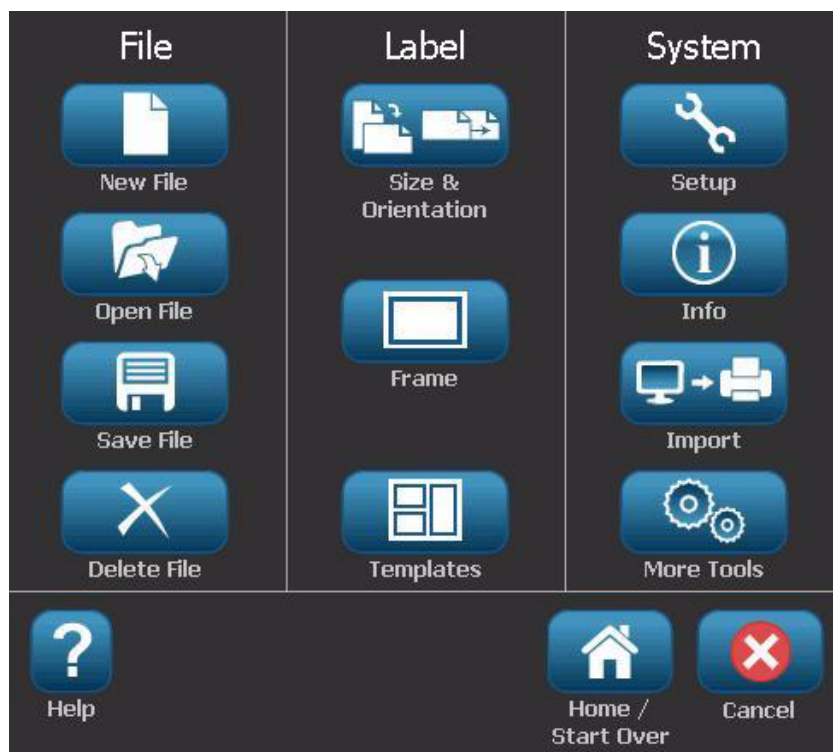 File
New File
Open File
Save File
Delete File
Label
Size &
Orientation
Frame
Templates
System
Setup
Info
Import
More Tools
Help
Home /
Start Over
Cancel